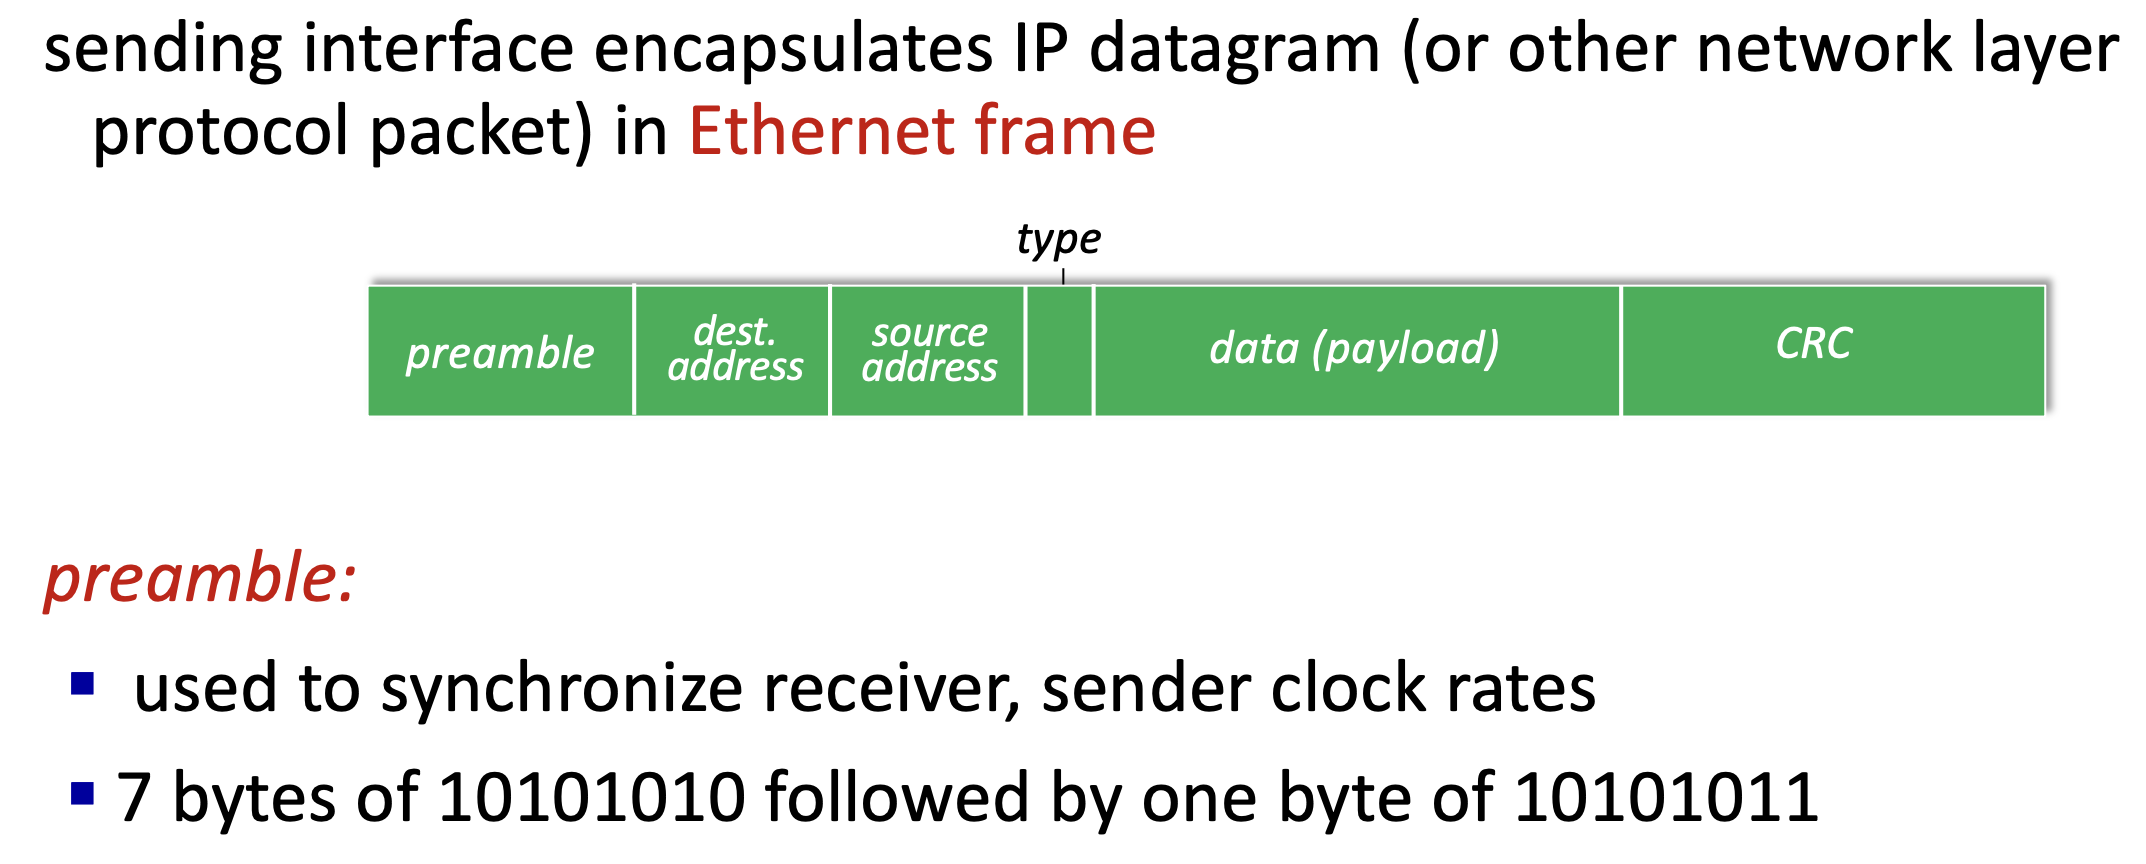 sending interface encapsulates IP datagram (or other network layer
protocol packet) in Ethernet frame
type
preamble
dest.
address
source
address
data (payload)
CRC
preamble:
▪ used to synchronize receiver, sender clock rates
▪ 7 bytes of 10101010 followed by one byte of 10101011